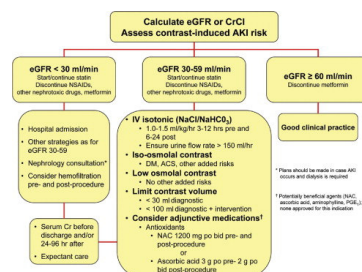 Calculate eGFR or CrCl
Assess contrast-induced AKI risk
eGFR < 30 ml/min
Start/continue statin
Discontinue NSAIDs,
other nephrotoxic drugs, metformin
eGFR 30-59 ml/min
Start/continue statin
Discontinue NSAIDs,
other nephrotoxic drugs, metformin
eGFR ≥ 60 ml/min
Discontinue metformin
• Hospital admission
• Other strategies as for
eGFR 30-59
• Nephrology consultation*
• Consider hemofiltration
pre- and post-procedure
• Serum Cr before
discharge and/or
24-96 hr after
• Expectant care
• IV isotonic (NaCl/NaHCO₃)
• 1.0-1.5 ml/kg/hr 3-12 hrs pre and
6-24 post
• Ensure urine flow rate > 150 ml/hr
• Iso-osmolal contrast
• DM, ACS, other added risks
• Low osmolal contrast
• No other added risks
• Limit contrast volume
• < 30 ml diagnostic
• < 100 ml diagnostic + intervention
• Consider adjunctive medications†
• Antioxidants
• NAC 1200 mg po bid pre- and
post-procedure
or
• Ascorbic acid 3 g po pre- 2 g po
bid post-procedure
Good clinical practice
* Plans should be made in case AKI
occurs and dialysis is required
† Potentially beneficial agents (NAC,
ascorbic acid, aminophylline, PGE₁);
none approved for this indication